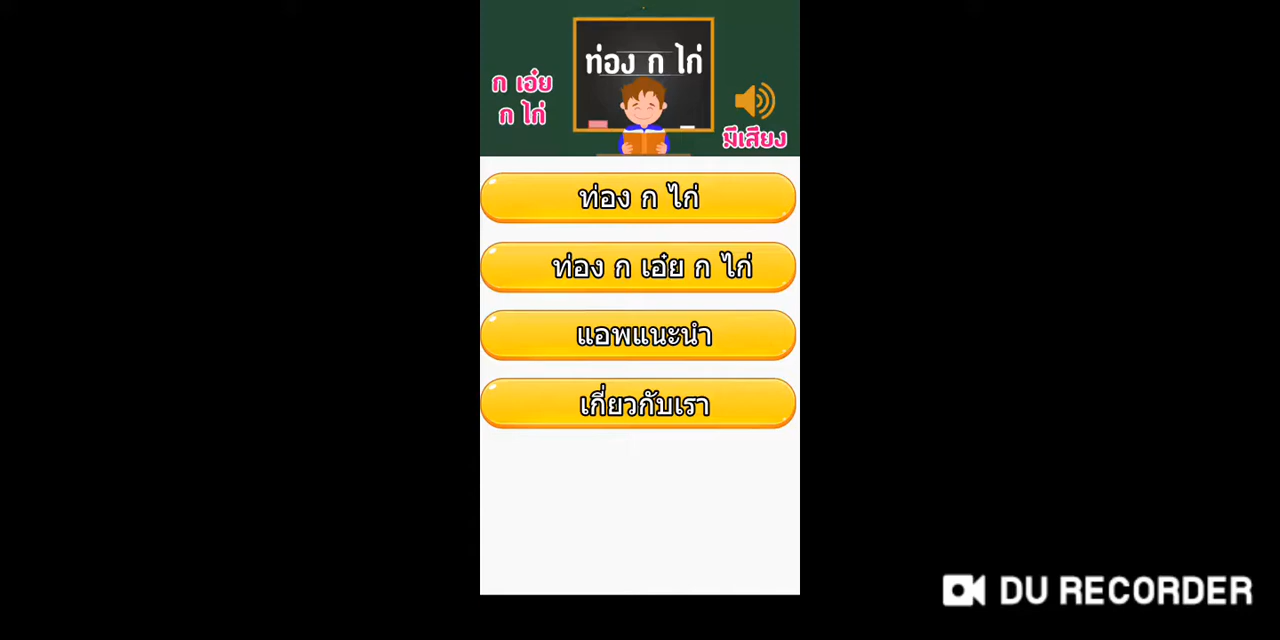 ท่อง ก ไก่
ก เอ๋ย
ก ไก่
มีเสียง
ท่อง ก ไก่
ท่อง ก เอ๋ย ก ไก่
แอพแนะนำ
เกี่ยวกับเรา
DU RECORDER